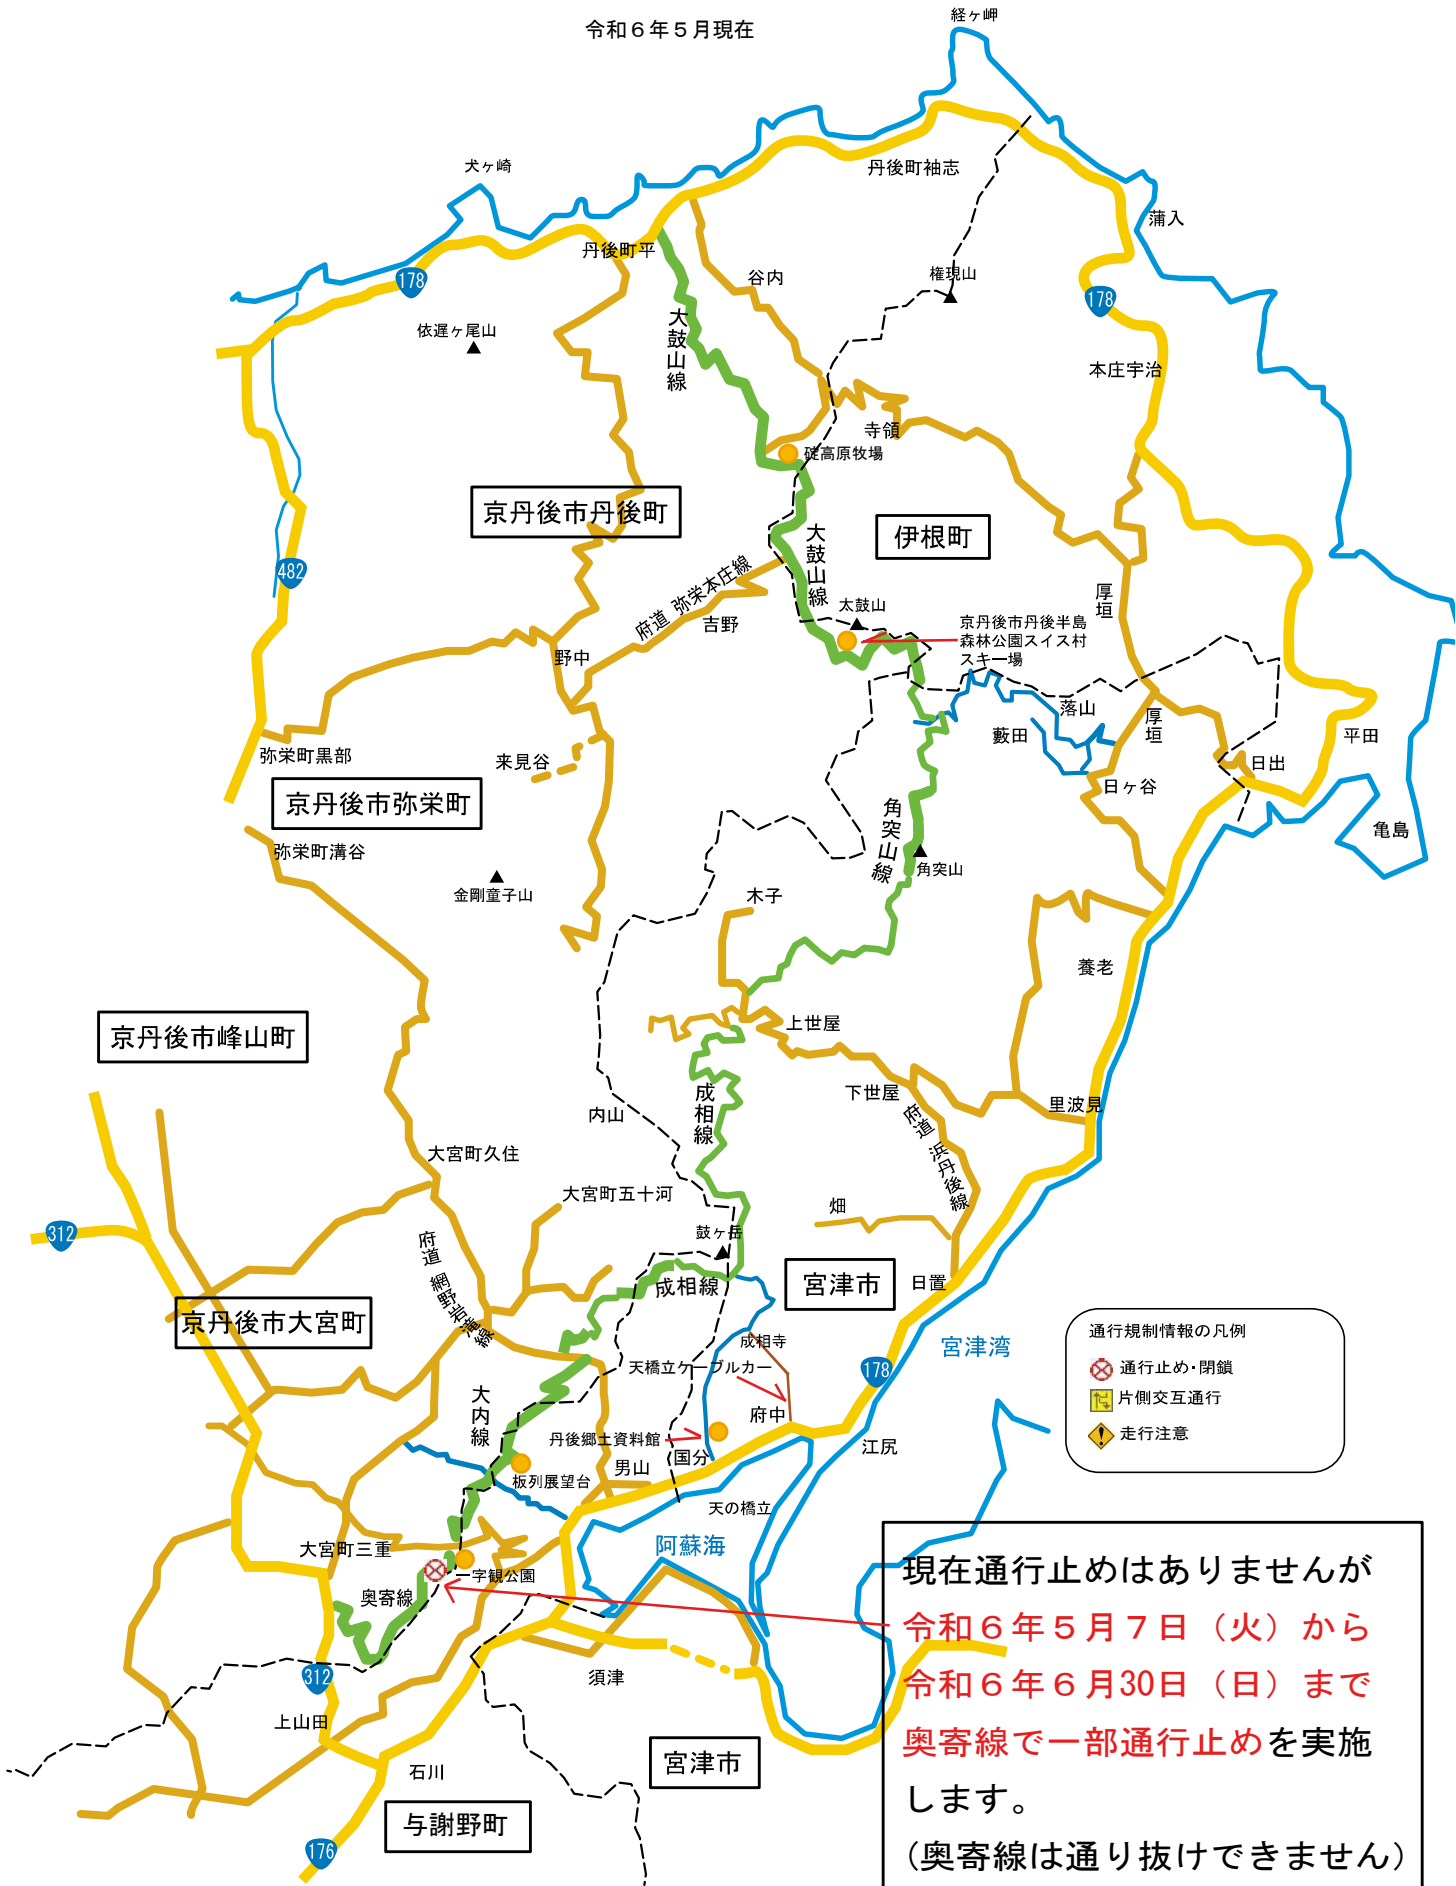 令和６年５月現在
経ヶ岬
犬ヶ崎
丹後町袖志
蒲入
丹後町平
谷内
権現山
178
178
大鼓山線
依遅ヶ尾山
本庄宇治
寺領
碇高原牧場
京丹後市丹後町
大鼓山線
伊根町
482
府道 弥栄本庄線
太鼓山
厚垣
吉野
京丹後市丹後半島
森林公園スイス村
スキー場
野中
落山
厚垣
藪田
平田
弥栄町黒部
来見谷
日出
京丹後市弥栄町
日ヶ谷
角突山線
亀島
弥栄町溝谷
角突山
金剛童子山
木子
養老
京丹後市峰山町
上世屋
成相線
下世屋
里波見
内山
府道 浜丹後線
大宮町久住
大宮町五十河
畑
312
鼓ヶ岳
府道 網野岩滝線
成相線
宮津市
日置
京丹後市大宮町
通行規制情報の凡例
成相寺
宮津湾
天橋立ケーブルカー
178
通行止め・閉鎖
大内線
府中
片側交互通行
丹後郷土資料館
国分
江尻
走行注意
男山
板列展望台
天の橋立
大宮町三重
阿蘇海
一字観公園
奥寄線
現在通行止めはありませんが
令和６年５月７日（火）から
令和６年６月30日（日）まで
奥寄線で一部通行止めを実施
します。
(奥寄線は通り抜けできません)
須津
312
上山田
宮津市
石川
与謝野町
176